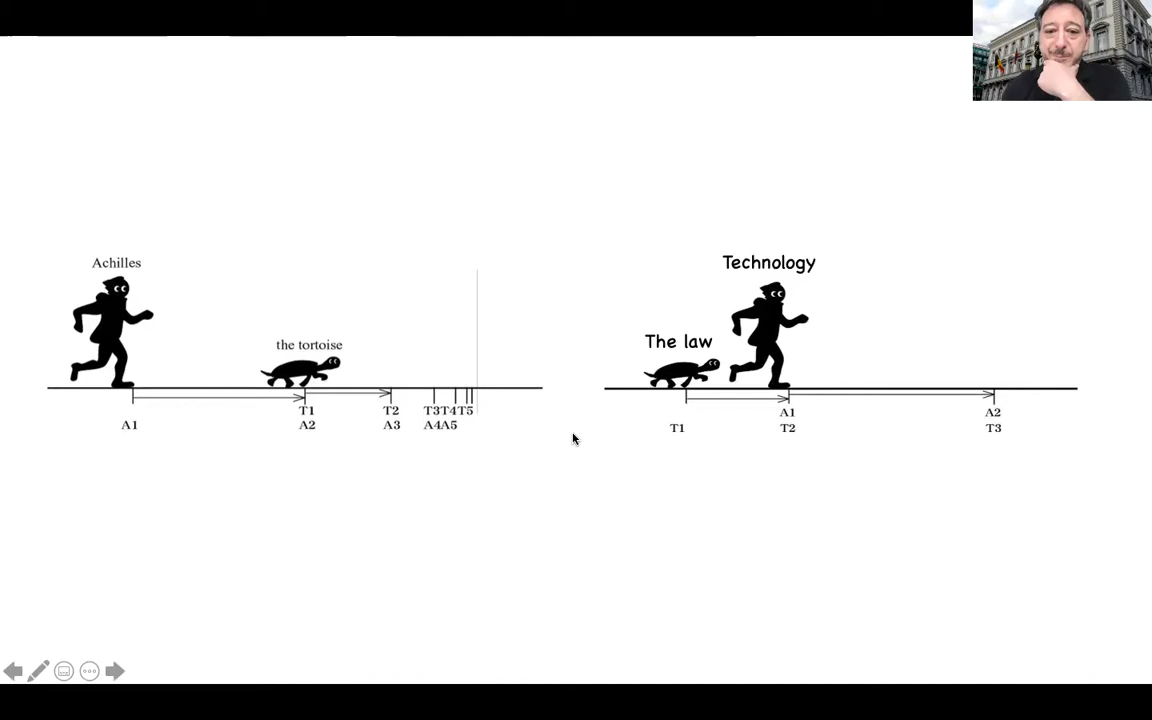 Achilles
the tortoise
T1 T2 T3T4T5
A1 A2 A3 A4A5
Technology
The law
A1 A2
T1 T2 T3